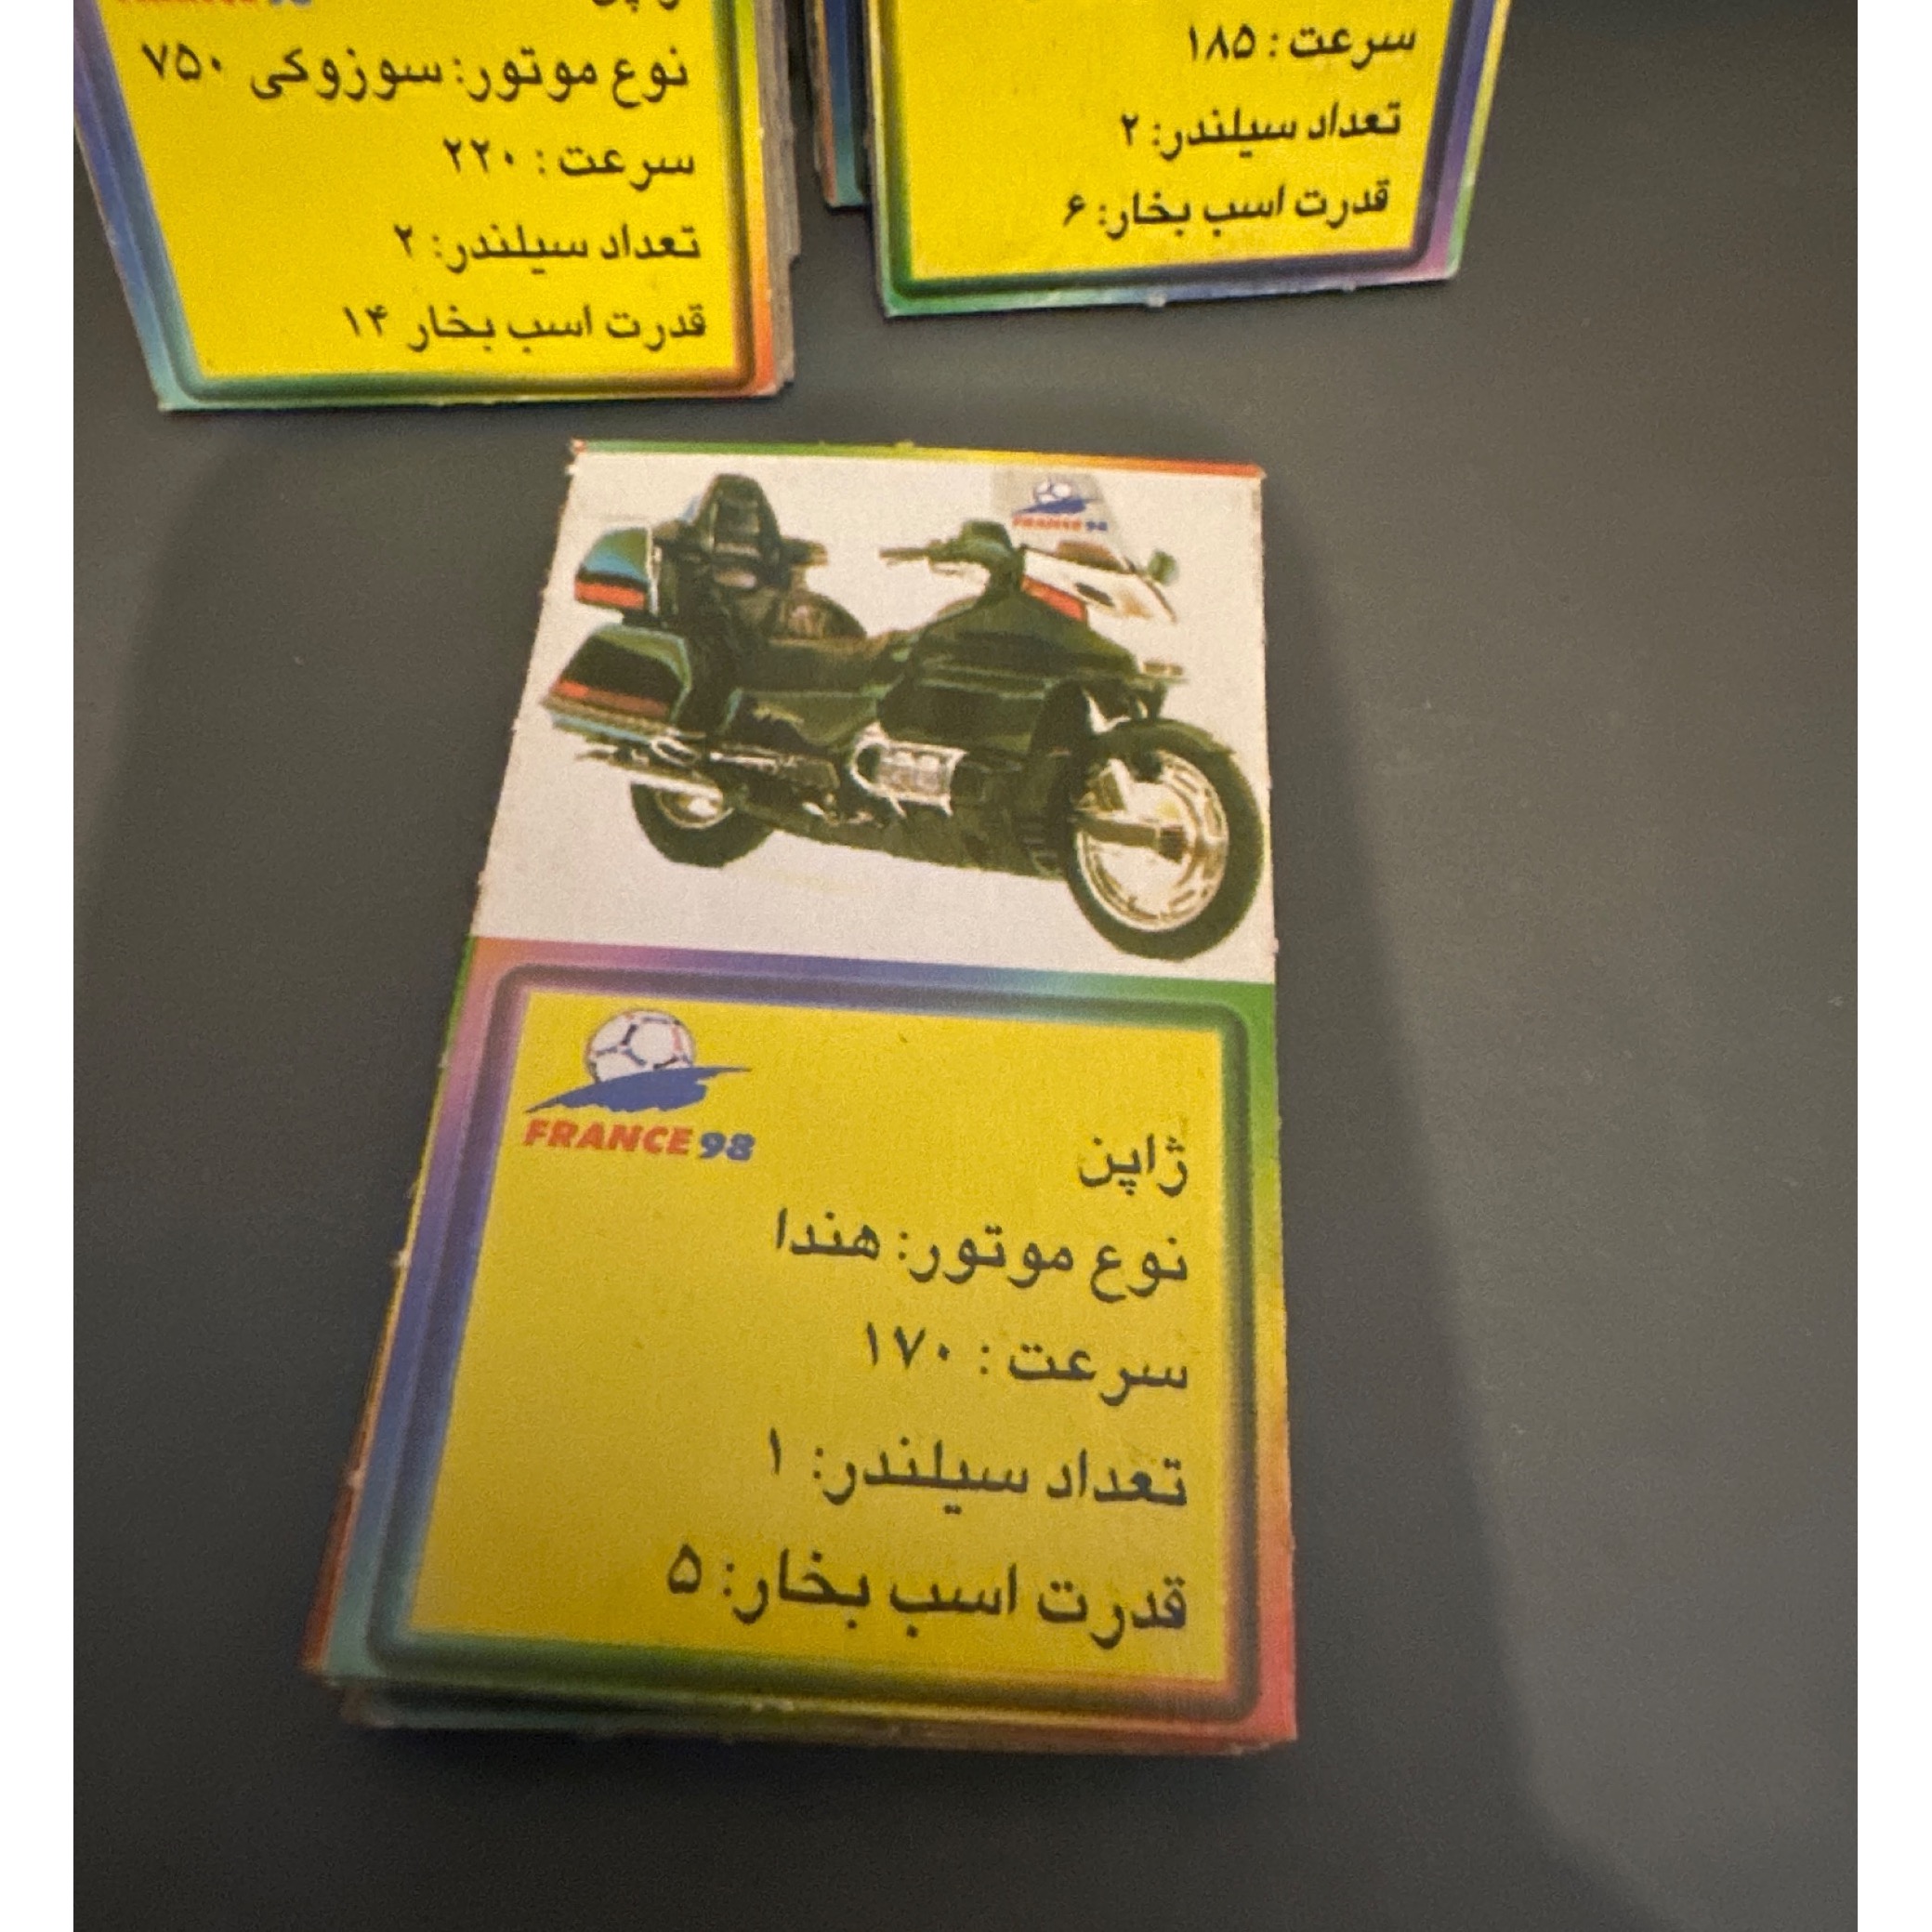 نوع موتور: سوزوکی ۷۵۰
سرعت: ۲۲۰
تعداد سیلندر: ۲
قدرت اسب بخار ۱۴
سرعت: ۱۸۵
تعداد سیلندر: ۲
قدرت اسب بخار: ۶
FRANCE 98
FRANCE 98
ژاپن
نوع موتور: هندا
سرعت: ۱۷۰
تعداد سیلندر: ۱
قدرت اسب بخار: ۵